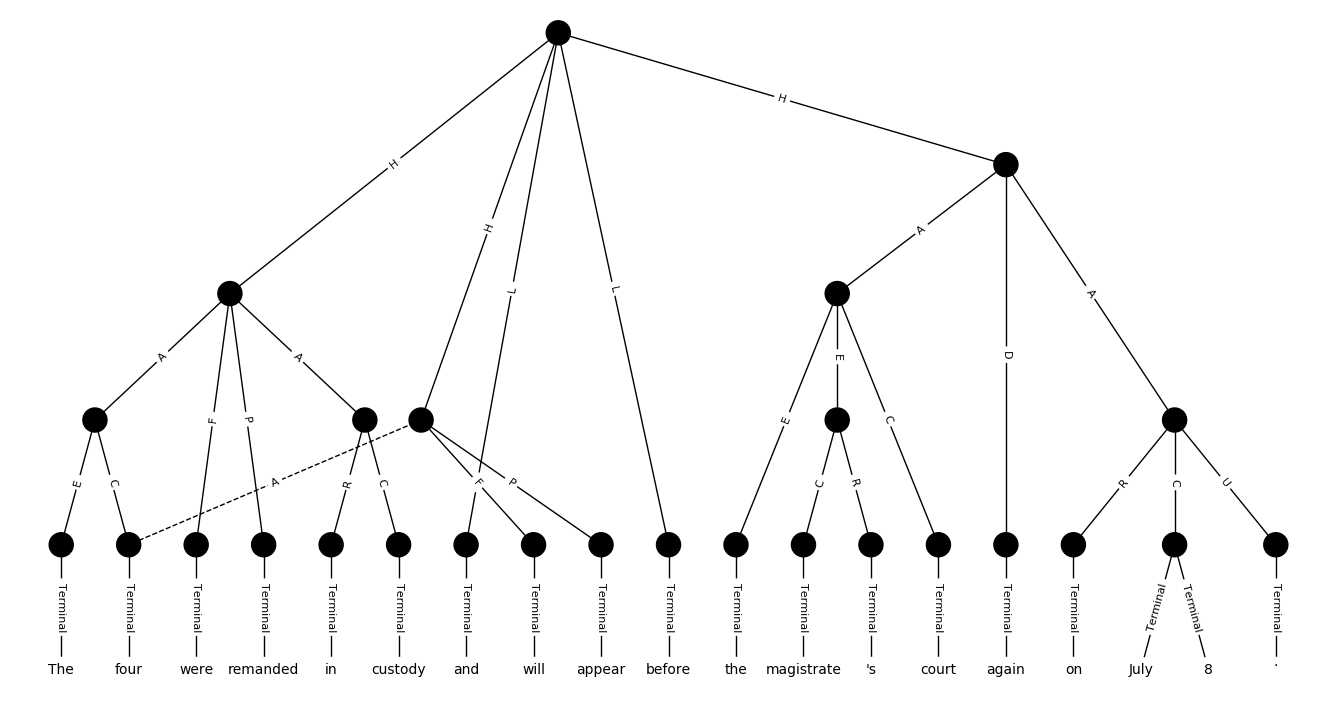 H
H
H
A
L
L
A
A
A
E
D
F
P
E
C
E
C
A
R
C
F
P
C
R
R
C
U
Terminal Terminal Terminal Terminal Terminal Terminal Terminal Terminal Terminal Terminal Terminal Terminal Terminal Terminal Terminal Terminal Terminal Terminal Terminal
The four were remanded in custody and will appear before the magistrate 's court again on July 8 .